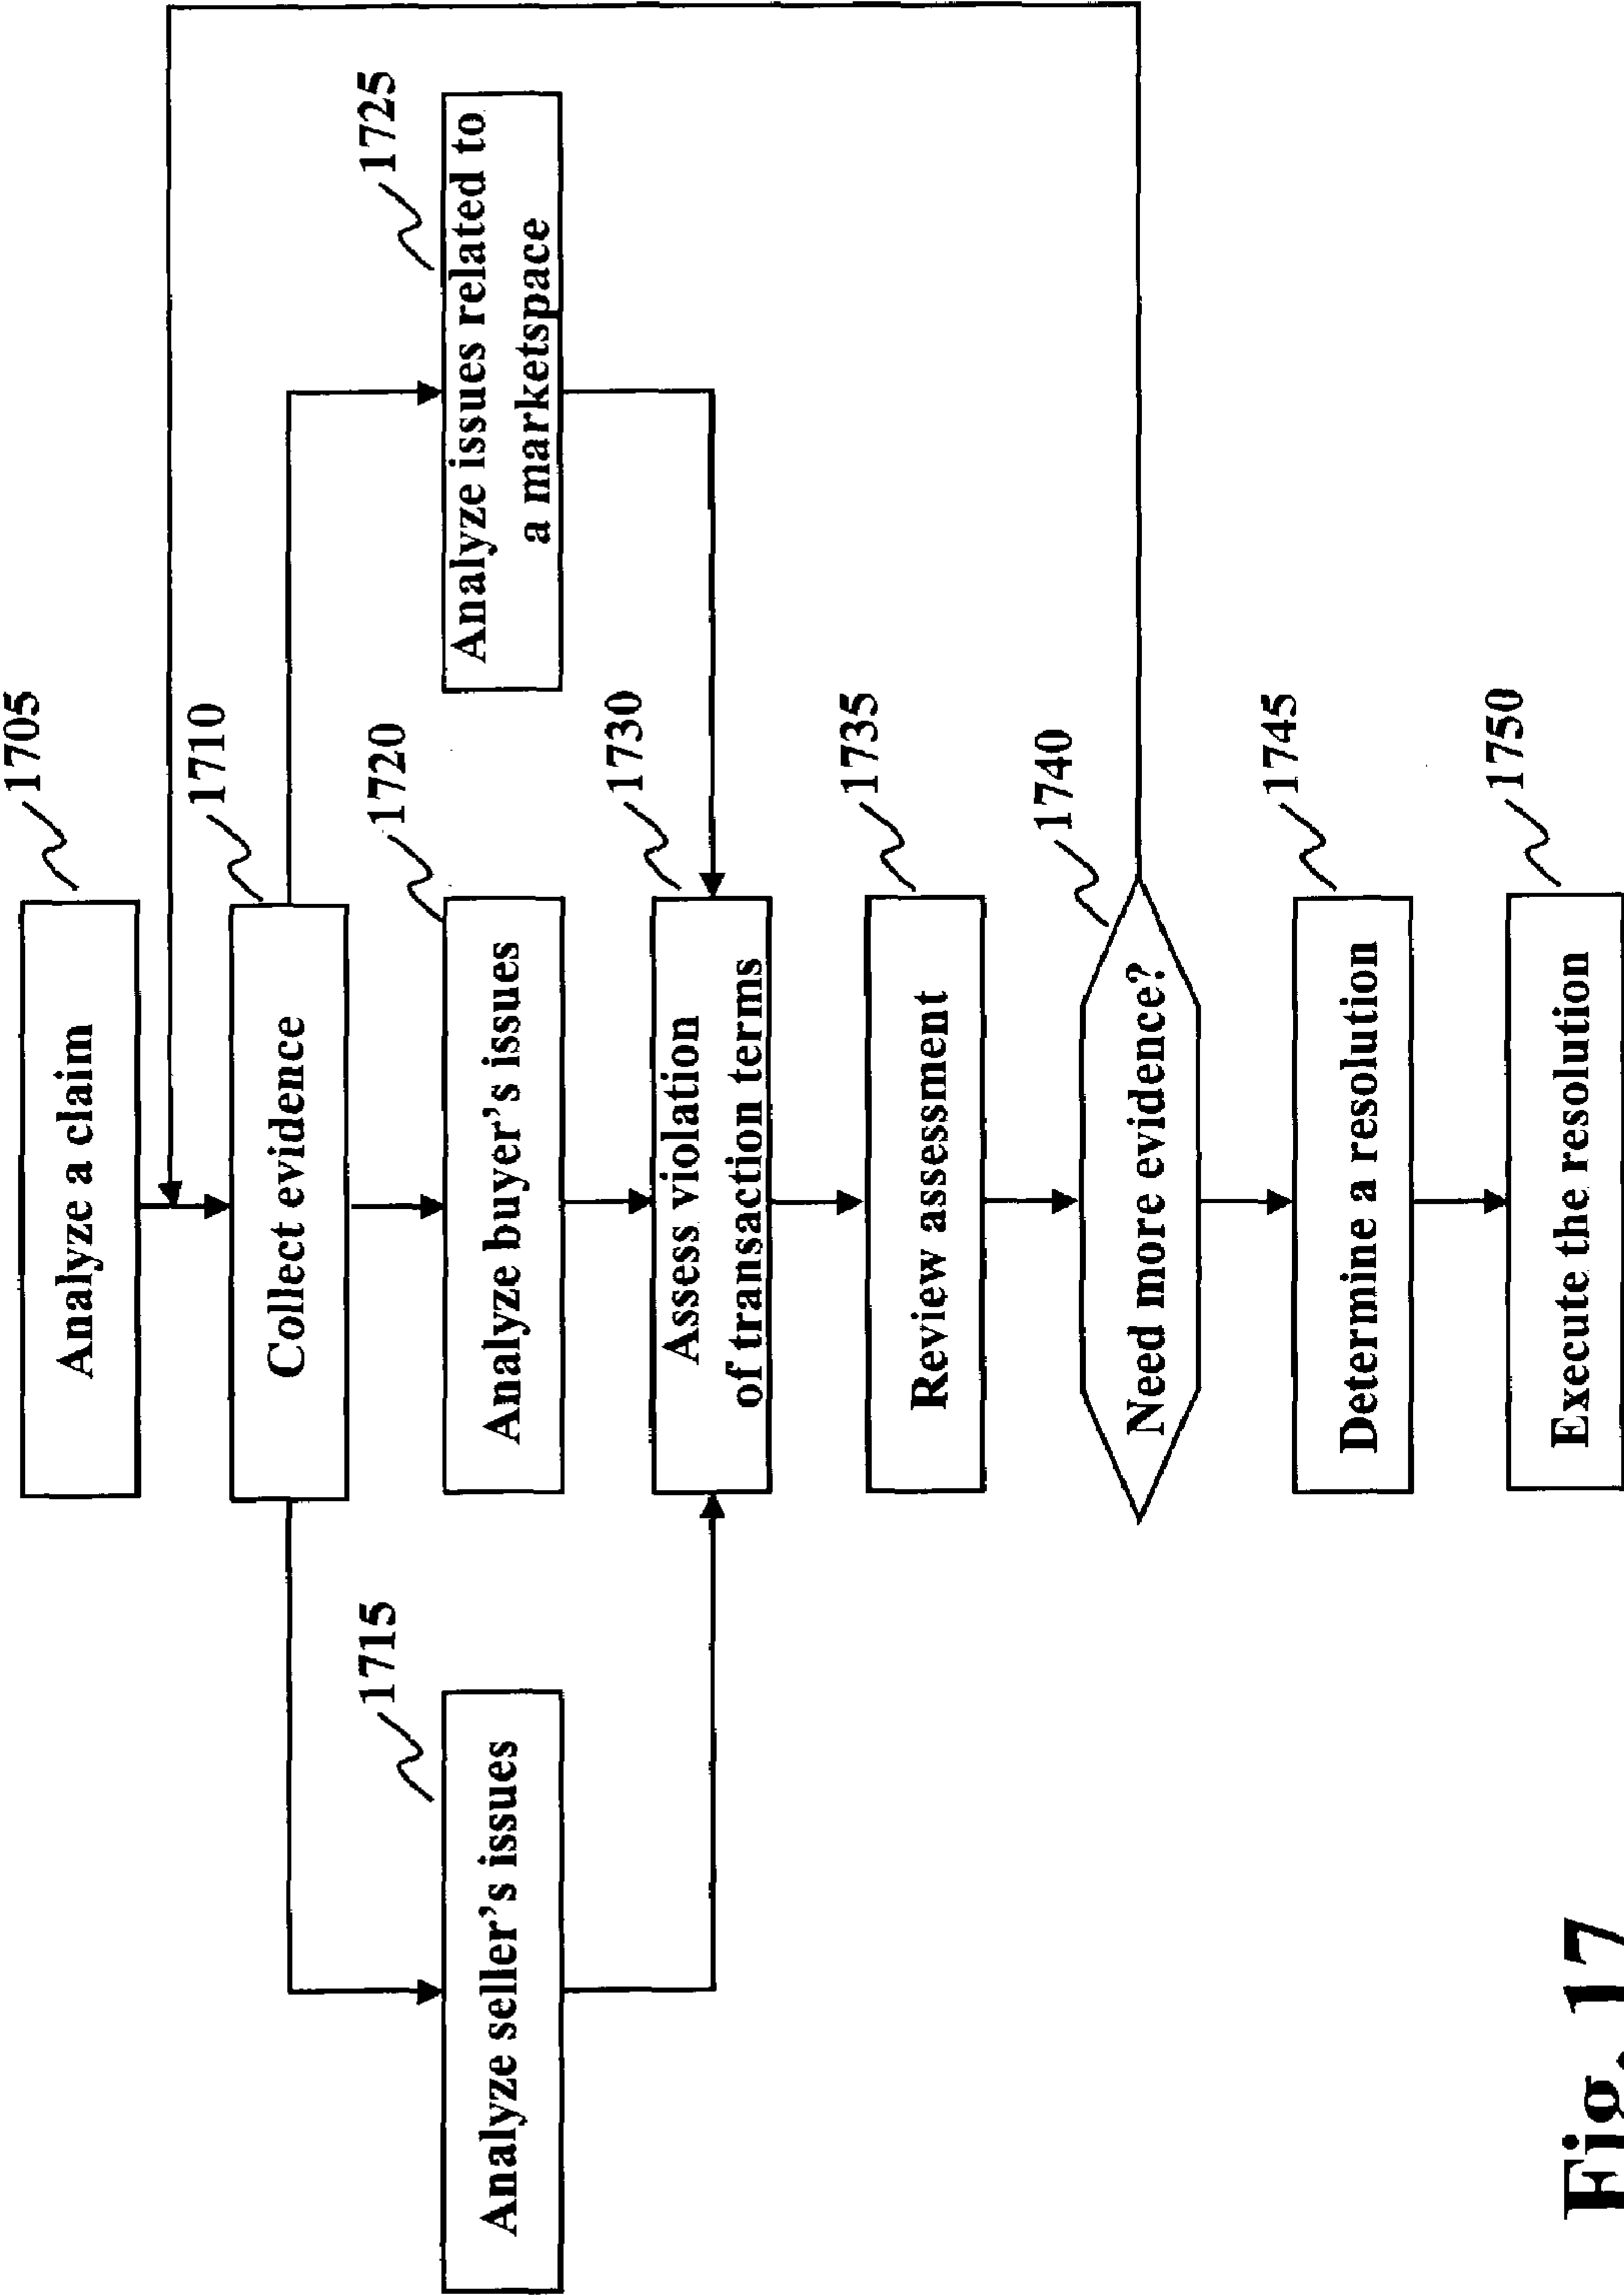 1705
Analyze a claim
1710
Collect evidence
1715
Analyze seller's issues
1720
Analyze buyer's issues
1725
Analyze issues related to
a marketspace
1730
Assess violation
of transaction terms
1735
Review assessment
1740
Need more evidence?
1745
Determine a resolution
1750
Execute the resolution
Fig. 17